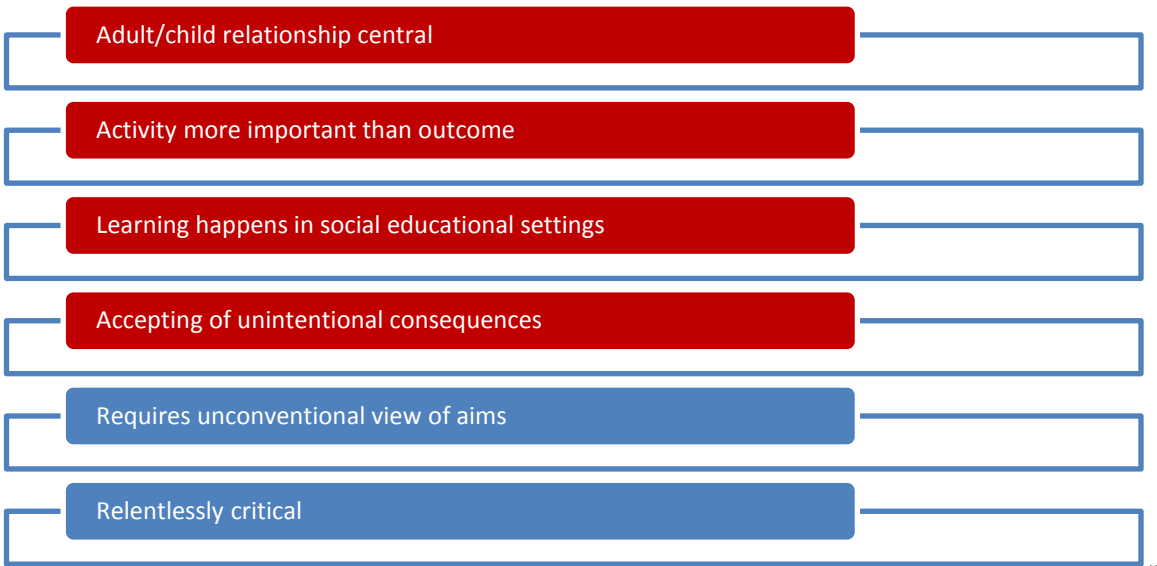 Adult/child relationship central
Activity more important than outcome
Learning happens in social educational settings
Accepting of unintentional consequences
Requires unconventional view of aims
Relentlessly critical